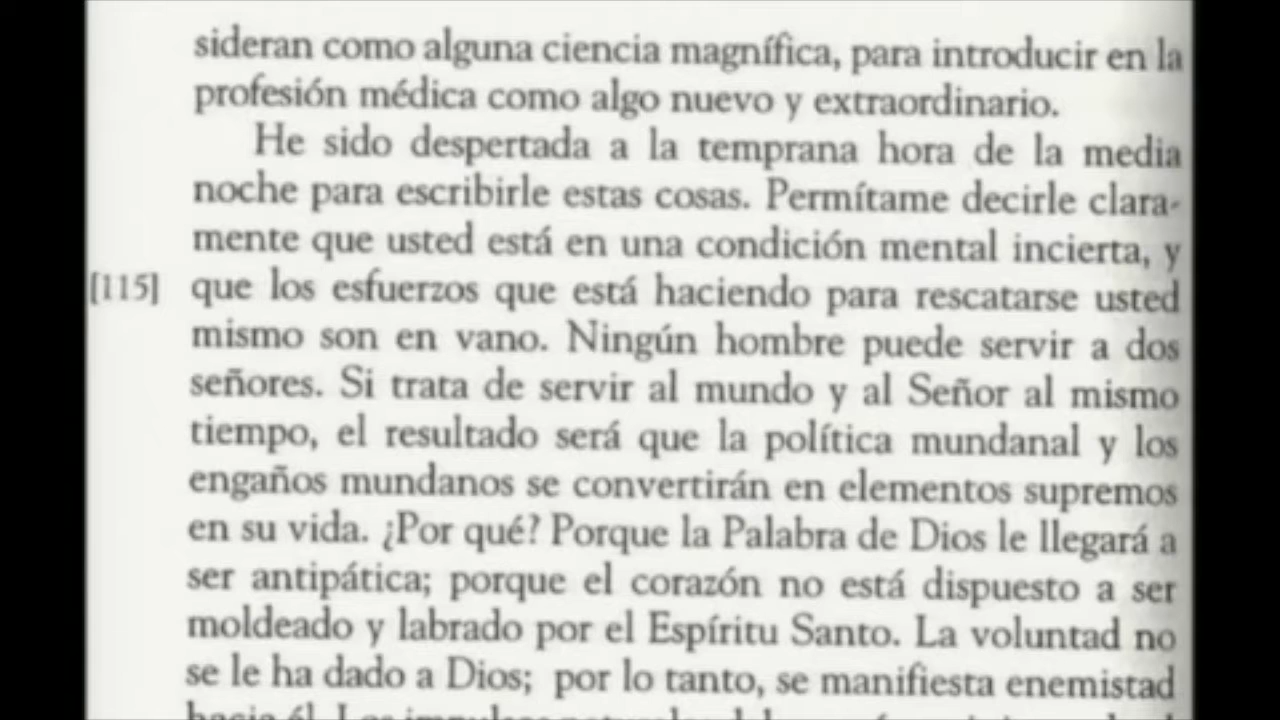 sideran como alguna ciencia magnífica, para introducir en la
profesión médica como algo nuevo y extraordinario.
He sido despertada a la temprana hora de la media
noche para escribirle estas cosas. Permítame decirle clara-
mente que usted está en una condición mental incierta, y
[115] que los esfuerzos que está haciendo para rescatarse usted
mismo son en vano. Ningún hombre puede servir a dos
señores. Si trata de servir al mundo y al Señor al mismo
tiempo, el resultado será que la política mundanal y los
engaños mundanos se convertirán en elementos supremos
en su vida. ¿Por qué? Porque la Palabra de Dios le llegará a
ser antipática; porque el corazón no está dispuesto a ser
moldeado y labrado por el Espíritu Santo. La voluntad no
se le ha dado a Dios; por lo tanto, se manifiesta enemistad
hacia él. Los impulsos